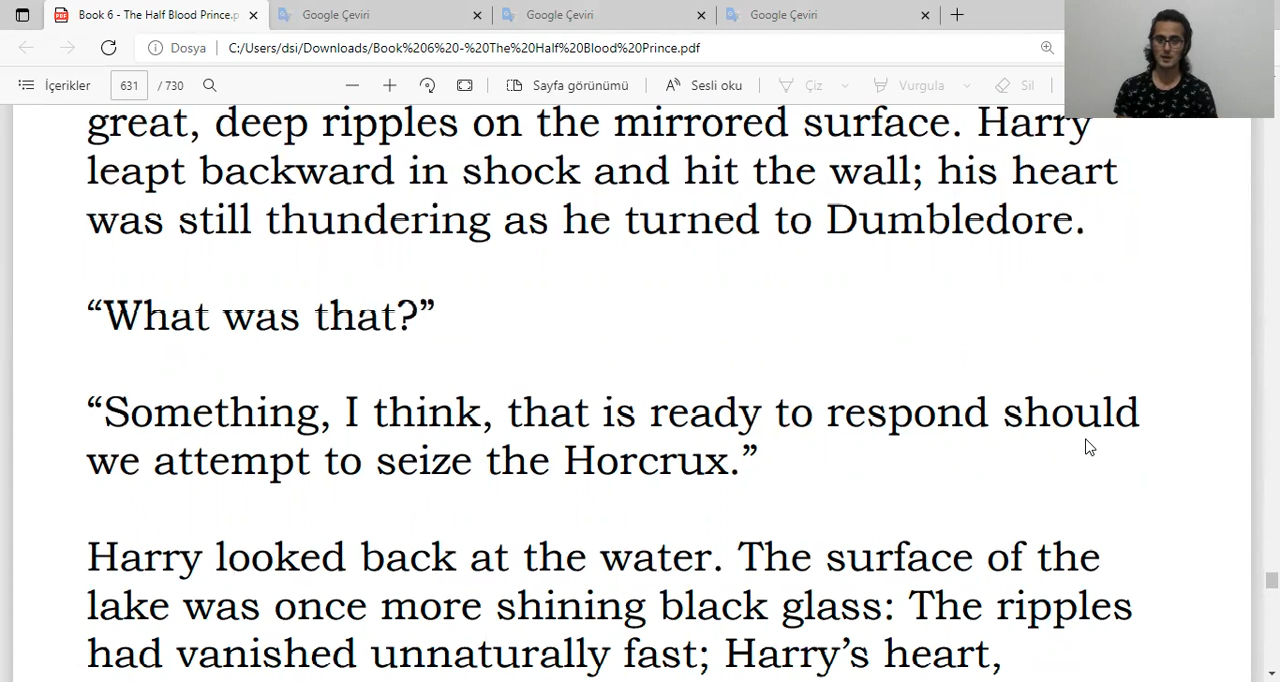 Book 6 - The Half Blood Prince.p
Google Çeviri
Google Çeviri
Google Çeviri
Dosya
C:/Users/dsi/Downloads/Book%206%20-%20The%20Half%20Blood%20Prince.pdf
İçerikler
631
/ 730
Sayfa görünümü
Sesli oku
Çiz
Vurgula
Sil
great, deep ripples on the mirrored surface. Harry
leapt backward in shock and hit the wall; his heart
was still thundering as he turned to Dumbledore.
“What was that?”
“Something, I think, that is ready to respond should
we attempt to seize the Horcrux.”
Harry looked back at the water. The surface of the
lake was once more shining black glass: The ripples
had vanished unnaturally fast; Harry’s heart,